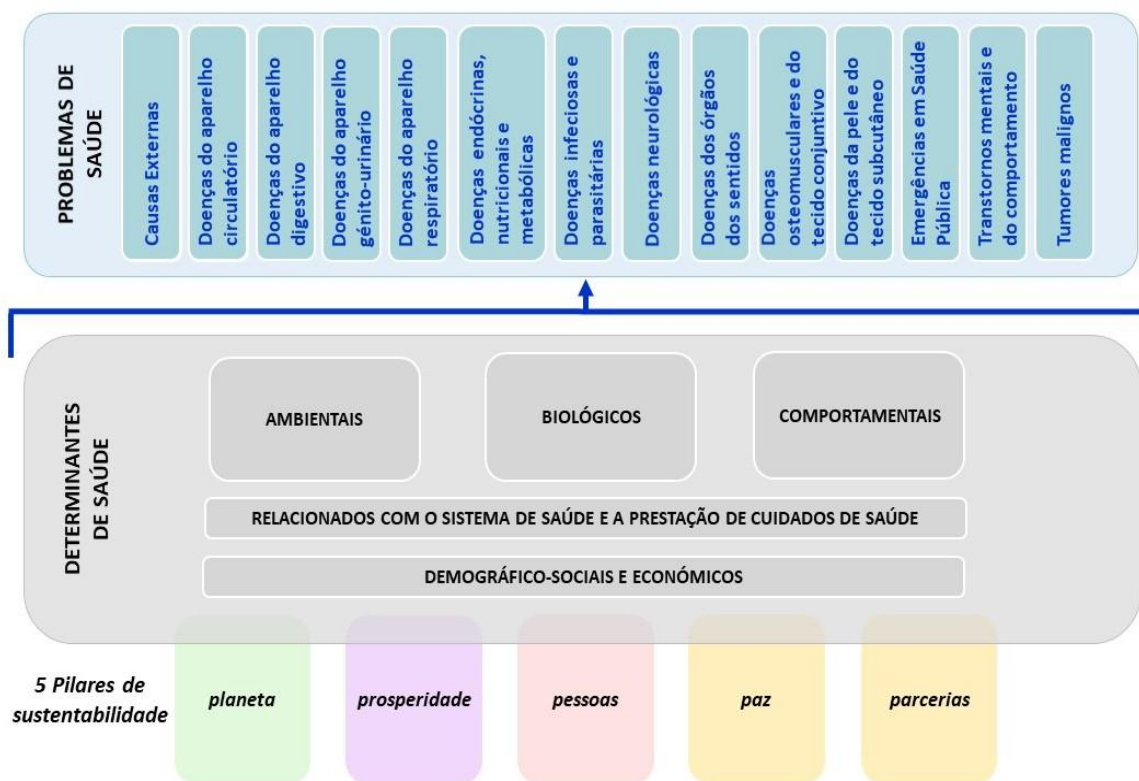 PROBLEMAS DE
SAÚDE
Causas Externas
Doenças do aparelho
circulatório
Doenças do aparelho
digestivo
Doenças do aparelho
génito-urinário
Doenças do aparelho
respiratório
Doenças endócrinas,
nutricionais e
metabólicas
Doenças infeciosas e
parasitárias
Doenças neurológicas
Doenças dos órgãos
dos sentidos
Doenças
osteomusculares e do
tecido conjuntivo
Doenças da pele e do
tecido subcutâneo
Emergências em Saúde
Pública
Transtornos mentais e
do comportamento
Tumores malignos
DETERMINANTES
DE SAÚDE
AMBIENTAIS
BIOLÓGICOS
COMPORTAMENTAIS
RELACIONADOS COM O SISTEMA DE SAÚDE E A PRESTAÇÃO DE CUIDADOS DE SAÚDE
DEMOGRÁFICO-SOCIAIS E ECONÓMICOS
5 Pilares de
sustentabilidade
planeta
prosperidade
pessoas
paz
parcerias